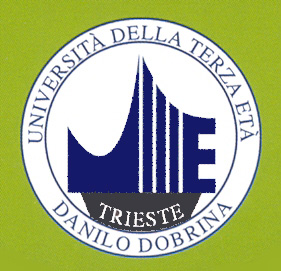 UNIVERSITÀ DELLA TERZA ETÀ
TRIESTE
DANILO DOBRINA